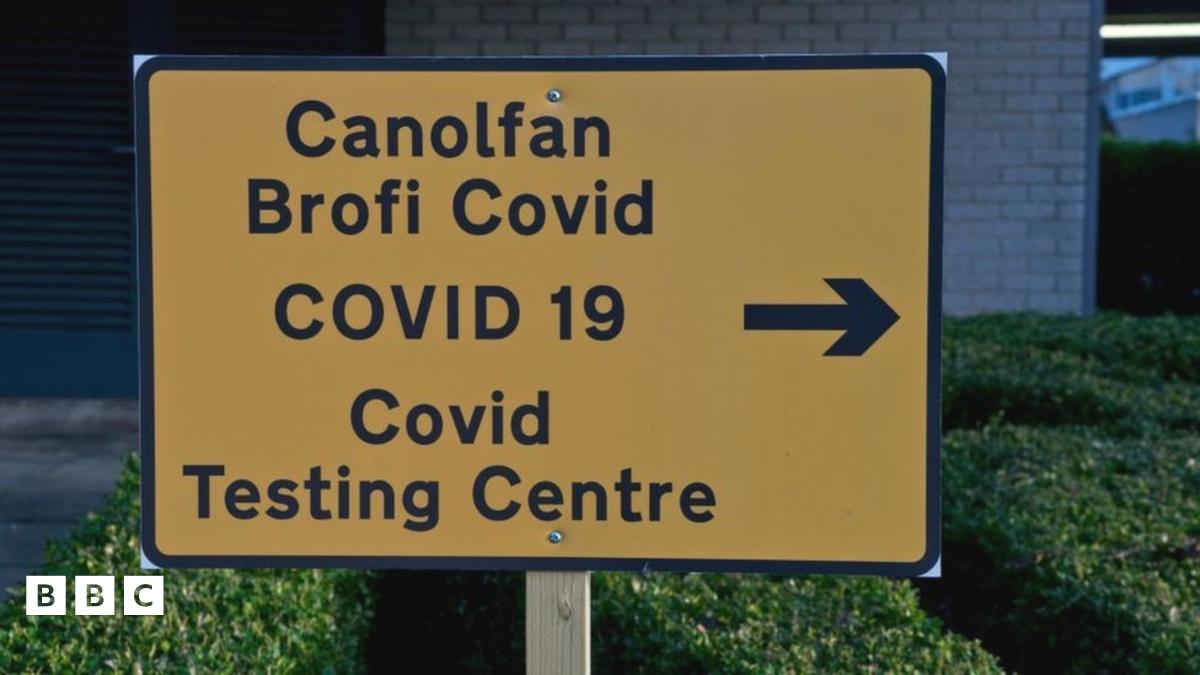 Canolfan
Brofi Covid
COVID 19
Covid
Testing Centre
BBC